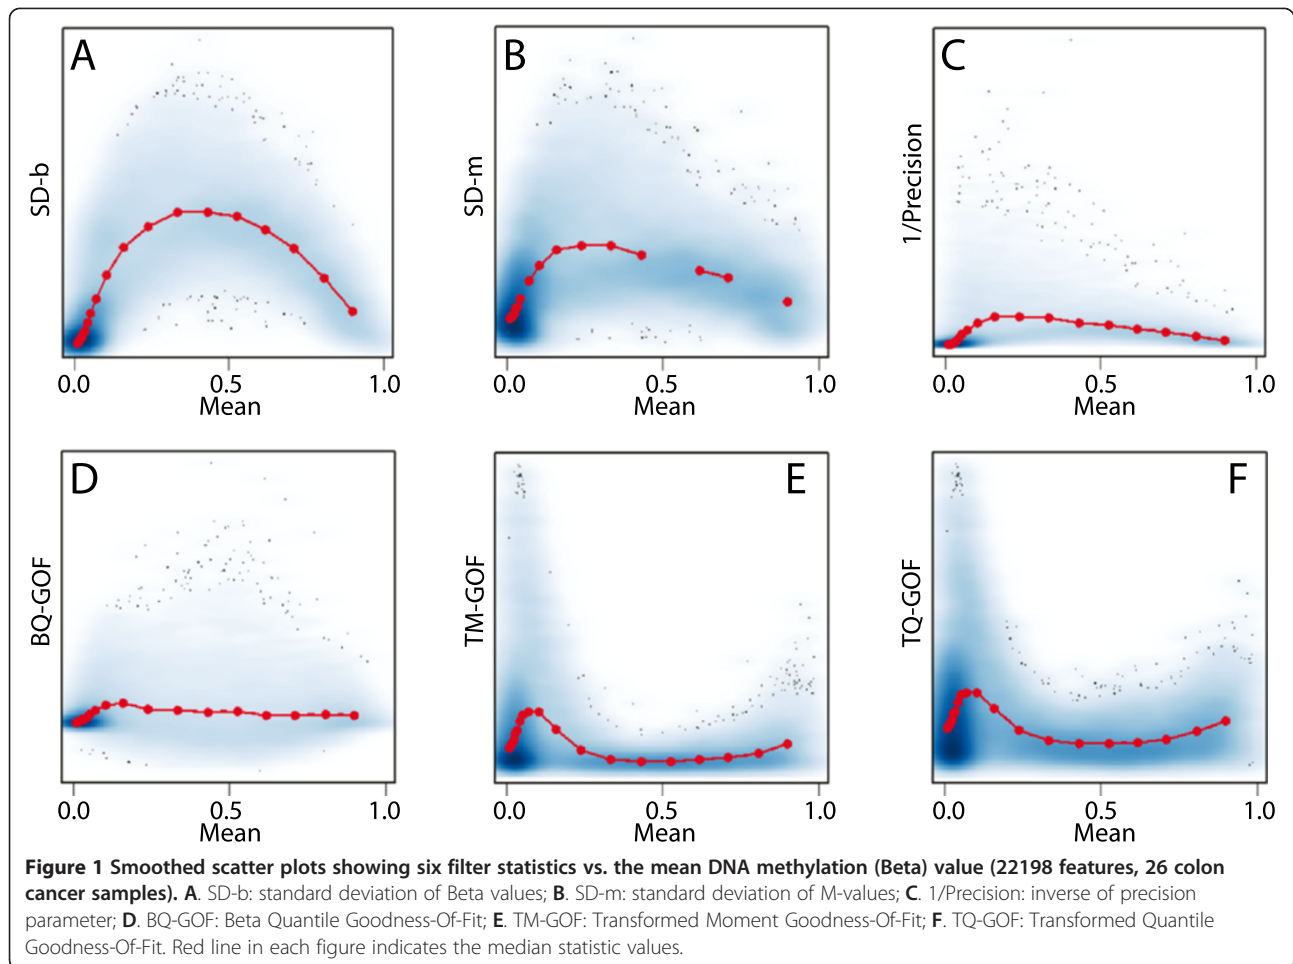 A
B
C
SD-b
SD-m
1/Precision
0.0 0.5 1.0
0.0 0.5 1.0
0.0 0.5 1.0
Mean
Mean
Mean
D
E
F
BQ-GOF
TM-GOF
TQ-GOF
0.0 0.5 1.0
0.0 0.5 1.0
0.0 0.5 1.0
Mean
Mean
Mean
Figure 1 Smoothed scatter plots showing six filter statistics vs. the mean DNA methylation (Beta) value (22198 features, 26 colon
cancer samples). A. SD-b: standard deviation of Beta values; B. SD-m: standard deviation of M-values; C. 1/Precision: inverse of precision
parameter; D. BQ-GOF: Beta Quantile Goodness-Of-Fit; E. TM-GOF: Transformed Moment Goodness-Of-Fit; F. TQ-GOF: Transformed Quantile
Goodness-Of-Fit. Red line in each figure indicates the median statistic values.